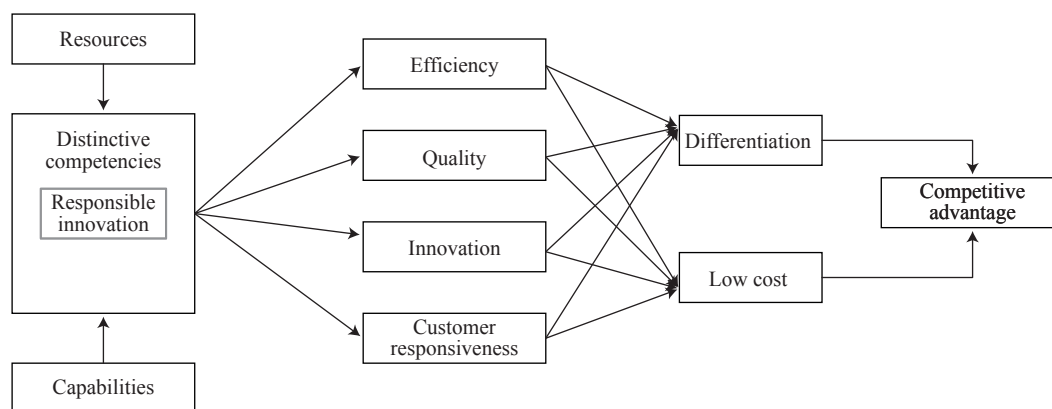 Resources
Distinctive
competencies
Responsible
innovation
Capabilities
Efficiency
Quality
Innovation
Customer
responsiveness
Differentiation
Low cost
Competitive
advantage